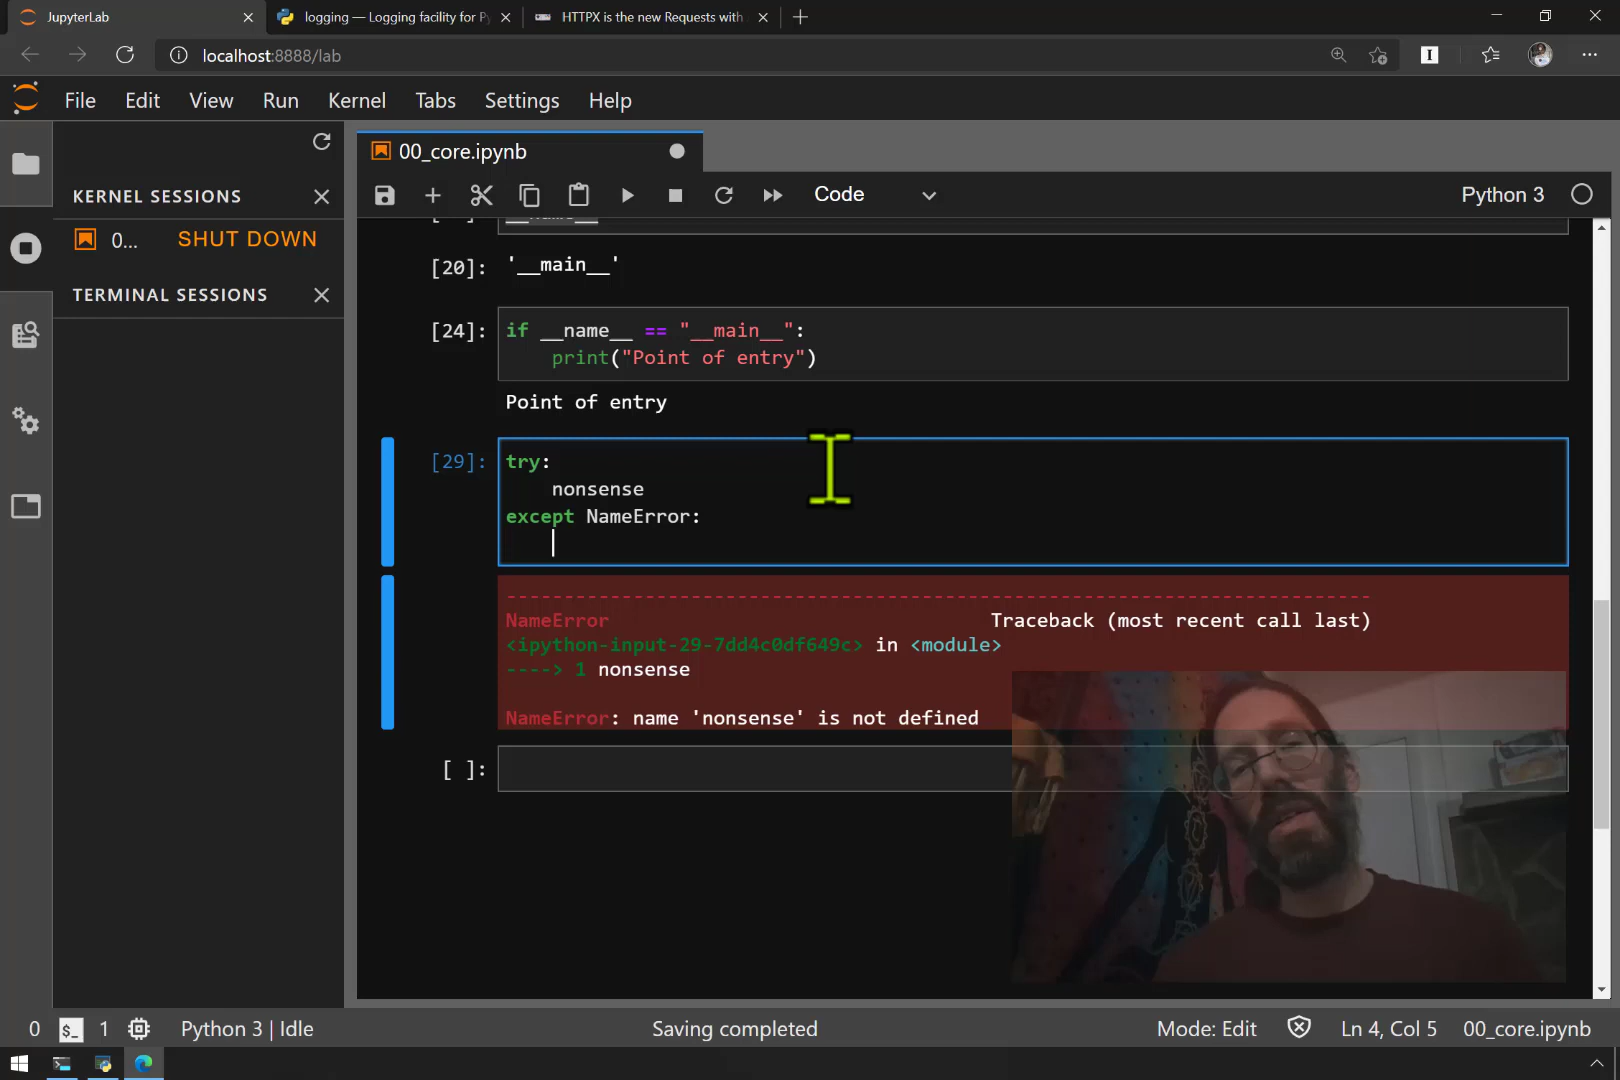 JupyterLab
logging — Logging facility for Py
HTTPX is the new Requests with
localhost:8888/lab
I
File Edit View Run Kernel Tabs Settings Help
00_core.ipynb
KERNEL SESSIONS
Code
Python 3
0...
SHUT DOWN
TERMINAL SESSIONS
[ ]: __name__
[20]: '__main__'
[24]: if __name__ == "__main__":
print("Point of entry")
Point of entry
[29]: try:
nonsense
except NameError:
---------------------------------------------------------------------------
NameError Traceback (most recent call last)
<ipython-input-29-7dd4c0df649c> in <module>
----> 1 nonsense
NameError: name 'nonsense' is not defined
[ ]:
0 $_ 1 Python 3 | Idle Saving completed Mode: Edit Ln 4, Col 5 00_core.ipynb